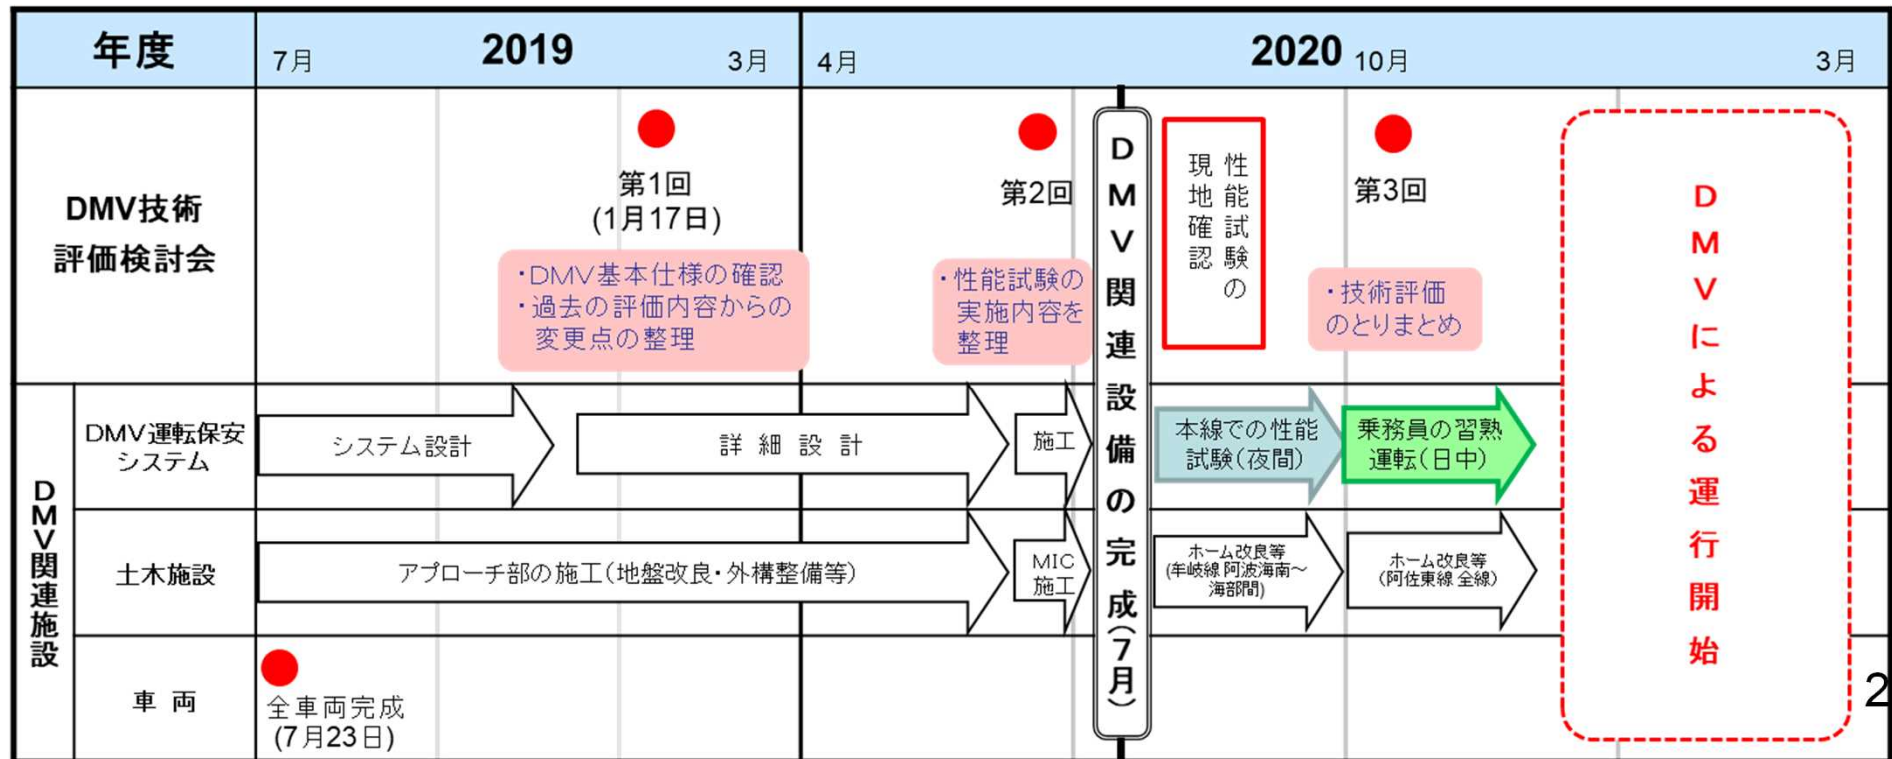 年度
7月
2019
3月
4月
2020
10月
3月
DMV技術
評価検討会
第1回
(1月17日)
・DMV基本仕様の確認
・過去の評価内容からの
変更点の整理
第2回
・性能試験の
実施内容を
整理
DMV関連設備の完成(7月)
性能試験の
現地確認
第3回
・技術評価
のとりまとめ
DMVによる運行開始
DMV関連施設
DMV運転保安
システム
システム設計
詳細設計
施工
本線での性能
試験(夜間)
乗務員の習熟
運転(日中)
土木施設
アプローチ部の施工(地盤改良・外構整備等)
MIC
施工
ホーム改良等
(牟岐線 阿波海南~
海部間)
ホーム改良等
(阿佐東線 全線)
車両
全車両完成
(7月23日)
2